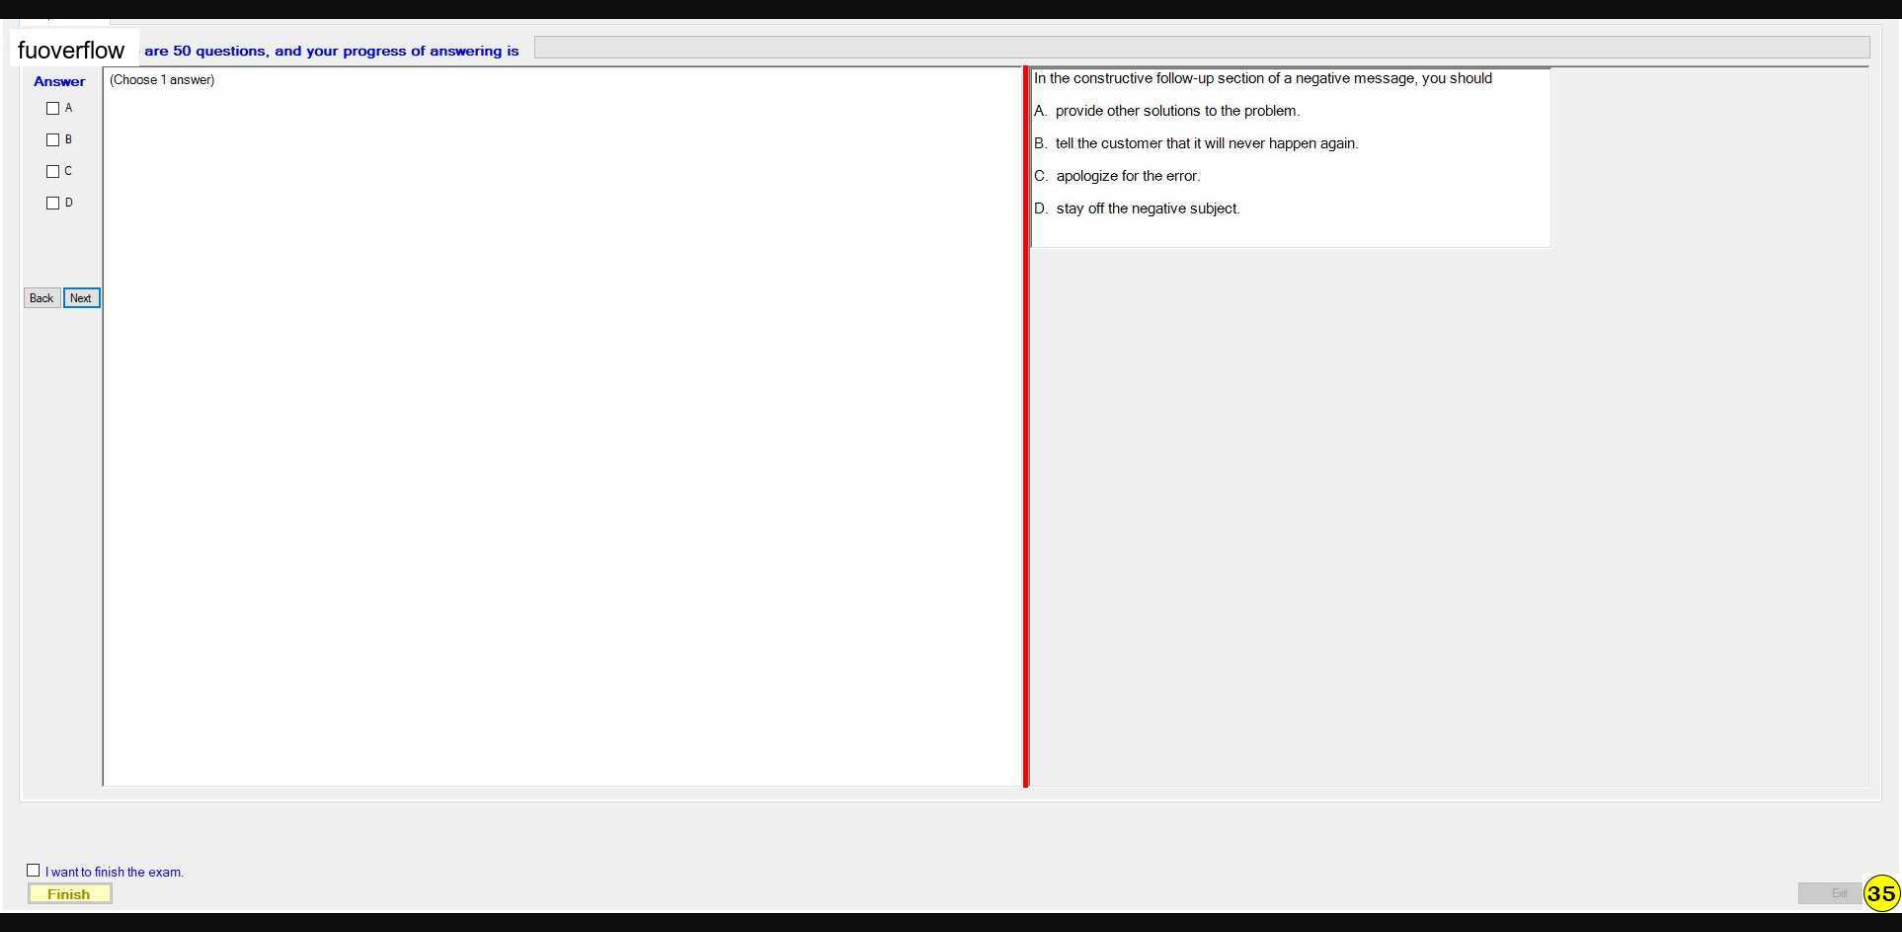 fuoverflow are 50 questions, and your progress of answering is
Answer
A
B
C
D
Back Next
(Choose 1 answer)
In the constructive follow-up section of a negative message, you should
A. provide other solutions to the problem.
B. tell the customer that it will never happen again.
C. apologize for the error.
D. stay off the negative subject.
I want to finish the exam.
Finish
Exit
35